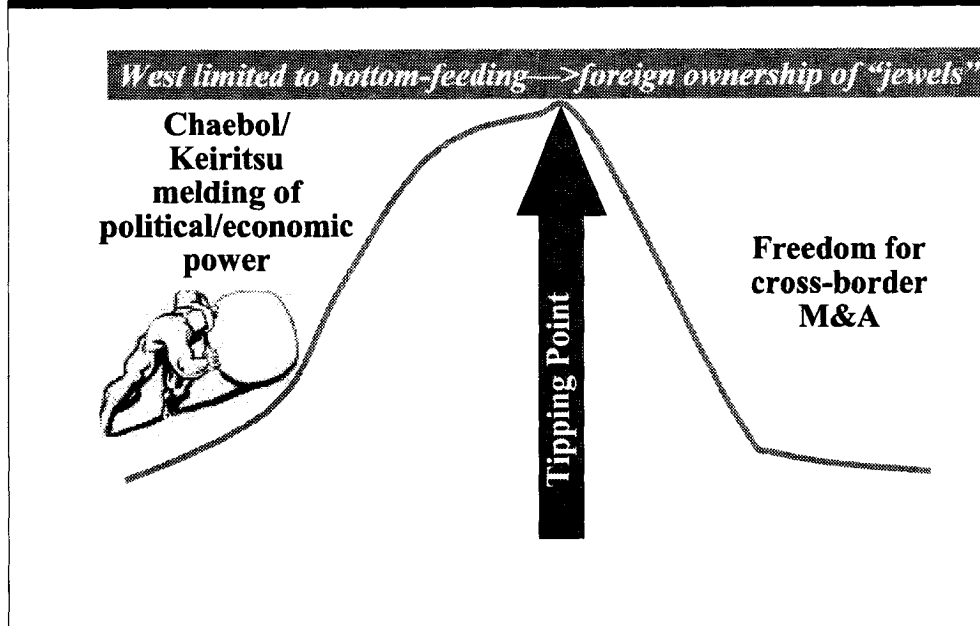 West limited to bottom-feeding—>foreign ownership of “jewels”
Chaebol/
Keiritsu
melding of
political/economic
power
Tipping Point
Freedom for
cross-border
M&A